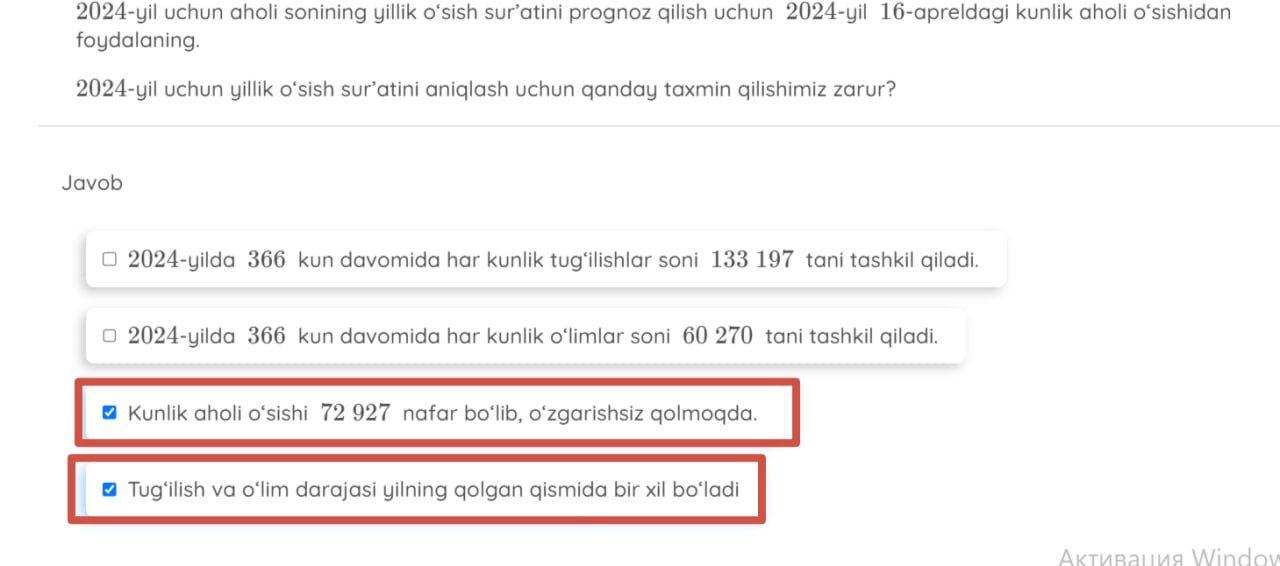 2024-yil uchun aholi sonining yillik o‘sish sur’atini prognoz qilish uchun 2024-yil 16-apreldagi kunlik aholi o‘sishidan
foydalaning.
2024-yil uchun yillik o‘sish sur’atini aniqlash uchun qanday taxmin qilishimiz zarur?
Javob
2024-yilda 366 kun davomida har kunlik tug‘ilishlar soni 133 197 tani tashkil qiladi.
2024-yilda 366 kun davomida har kunlik o‘limlar soni 60 270 tani tashkil qiladi.
Kunlik aholi o‘sishi 72 927 nafar bo‘lib, o‘zgarishsiz qolmoqda.
Tug‘ilish va o‘lim darajasi yilning qolgan qismida bir xil bo‘ladi
Активация Window